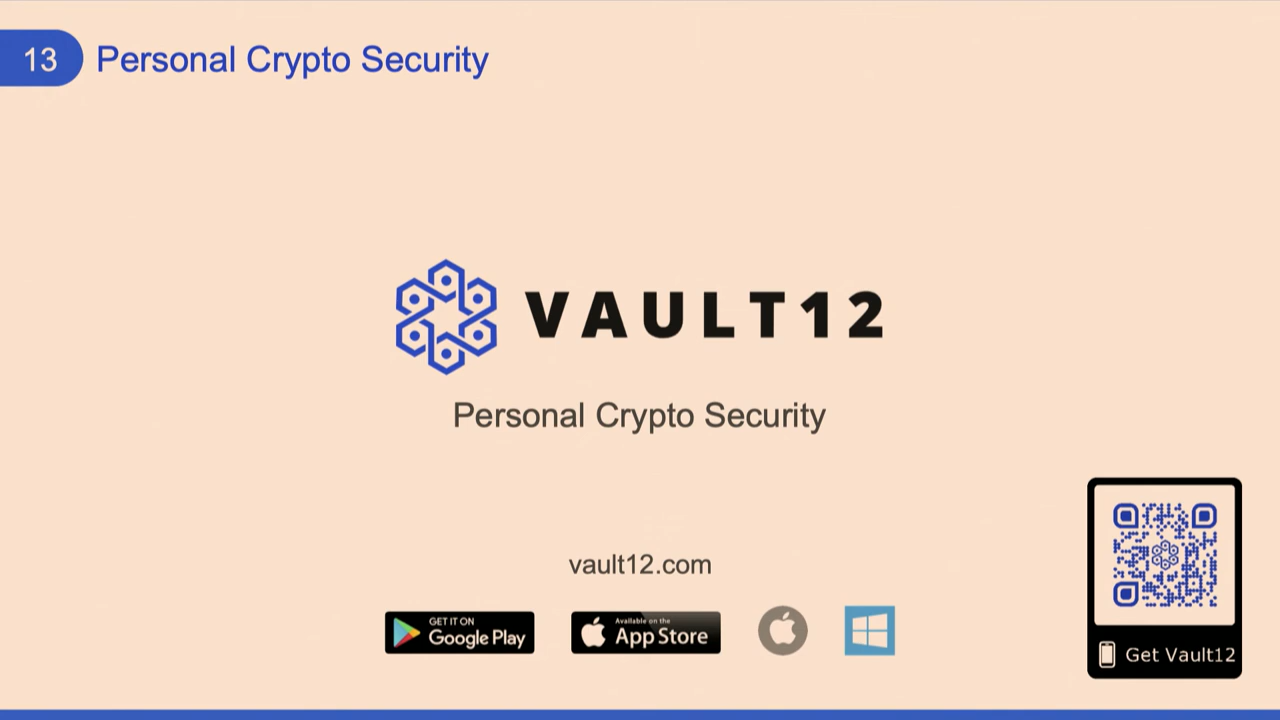 13 Personal Crypto Security
VAULT12
Personal Crypto Security
vault12.com
GET IT ON
Google Play
Available on the
App Store
Get Vault12